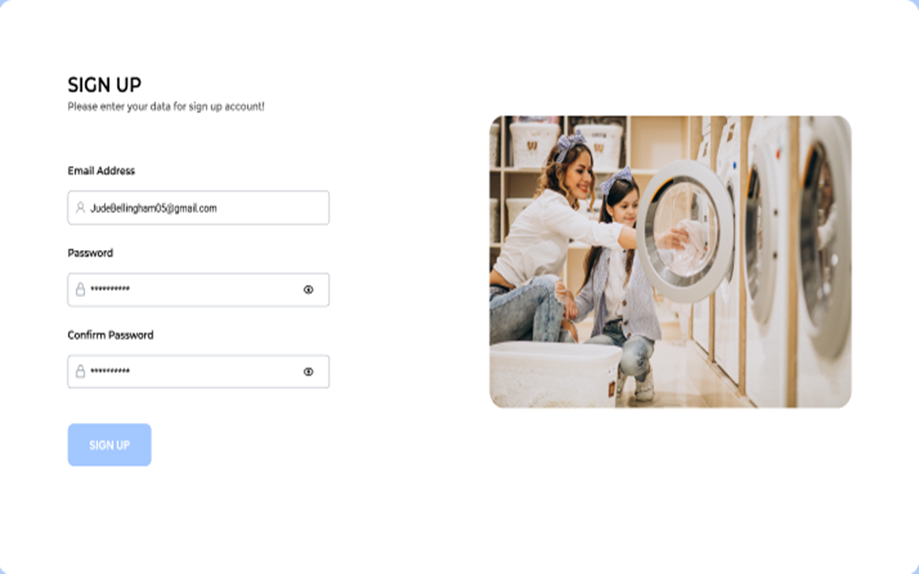 SIGN UP
Please enter your data for sign up account!
Email Address
JudeBellingham05@gmail.com
Password
**********
Confirm Password
**********
SIGN UP